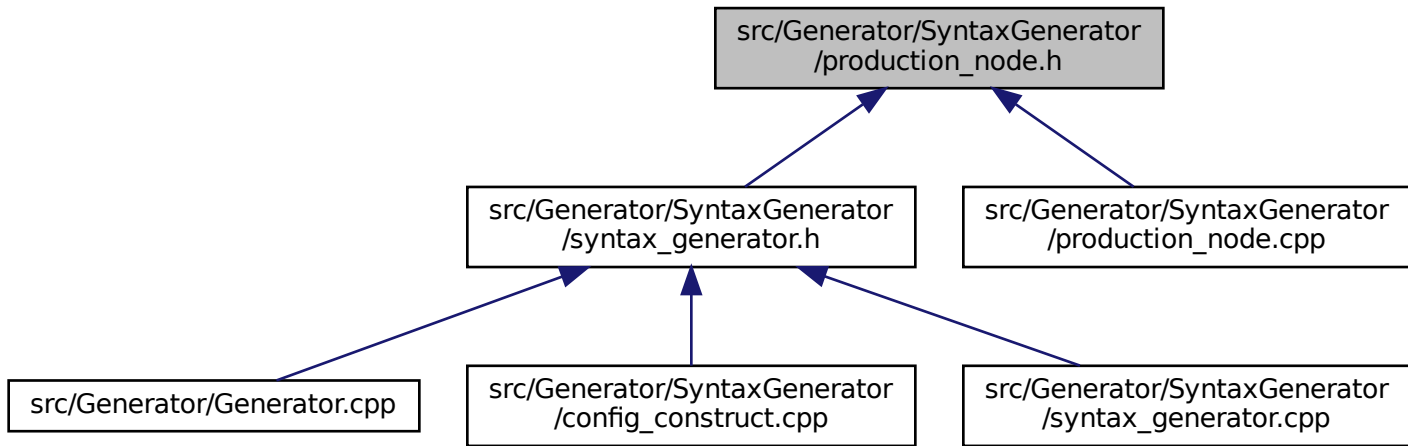 src/Generator/SyntaxGenerator
/production_node.h
src/Generator/SyntaxGenerator
/syntax_generator.h
src/Generator/SyntaxGenerator
/production_node.cpp
src/Generator/Generator.cpp
src/Generator/SyntaxGenerator
/config_construct.cpp
src/Generator/SyntaxGenerator
/syntax_generator.cpp